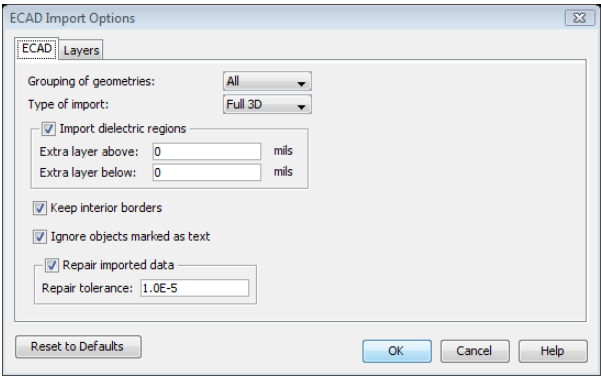 ECAD Import Options
ECAD Layers
Grouping of geometries: All
Type of import: Full 3D
Import dielectric regions
Extra layer above: 0 mils
Extra layer below: 0 mils
Keep interior borders
Ignore objects marked as text
Repair imported data
Repair tolerance: 1.0E-5
Reset to Defaults OK Cancel Help